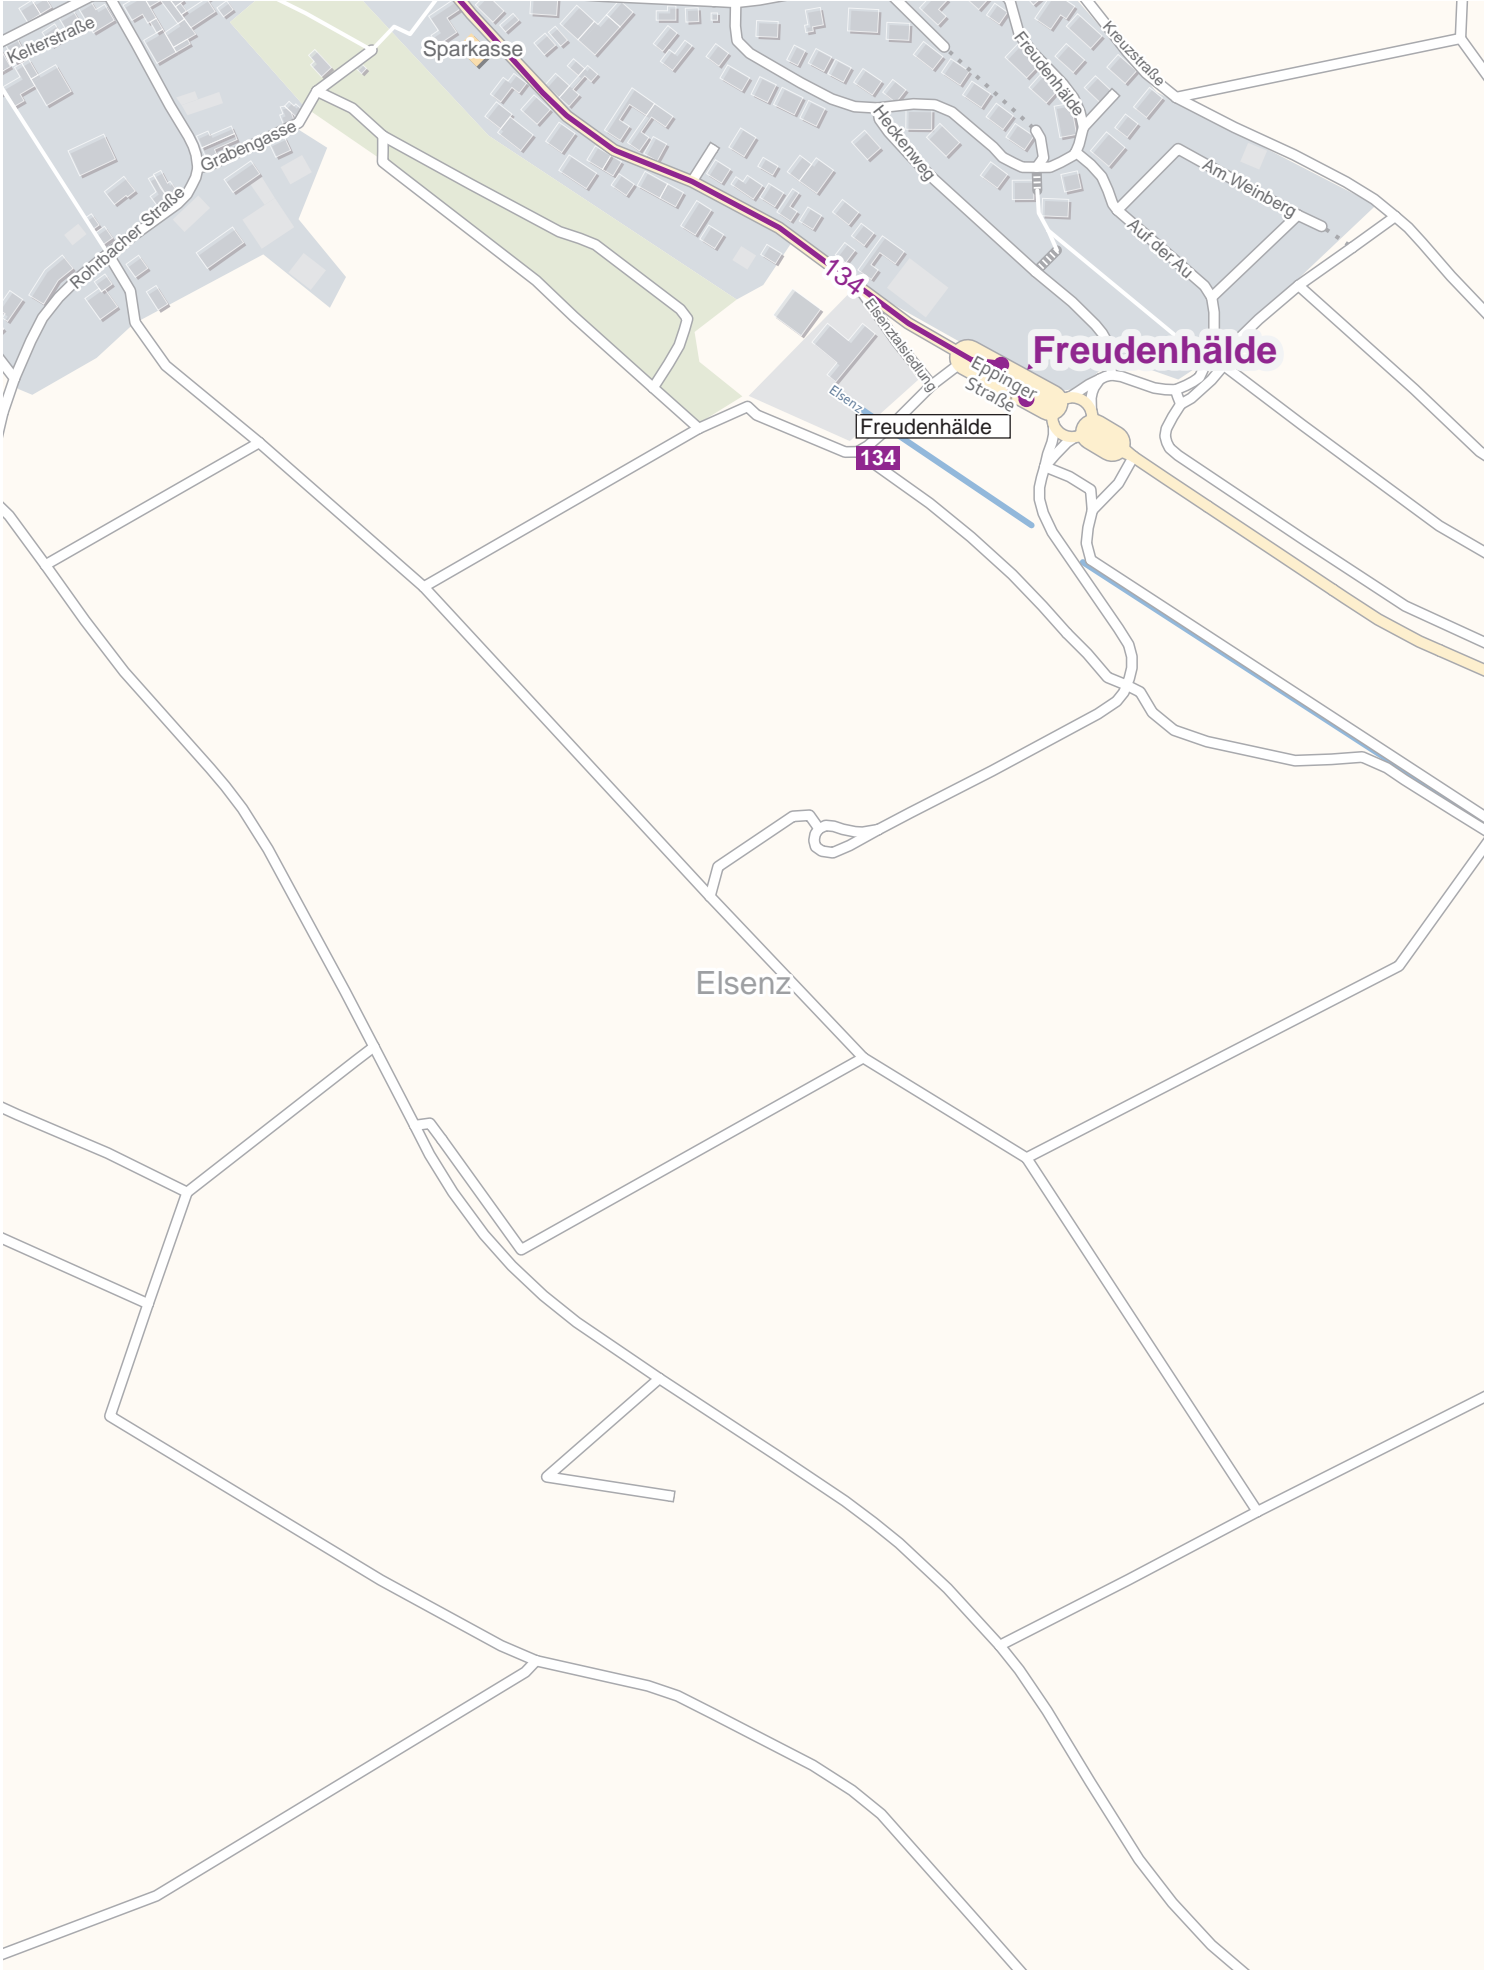 Kelterstraße
Sparkasse
Kreuzstraße
Freudenhälde
Grabengasse
Heckenweg
Am Weinberg
Rohrbacher Straße
Auf der Au
134
Elsenztalsiedlung
Freudenhälde
Eppinger
Straße
Elsenz
Freudenhälde
134
Elsenz